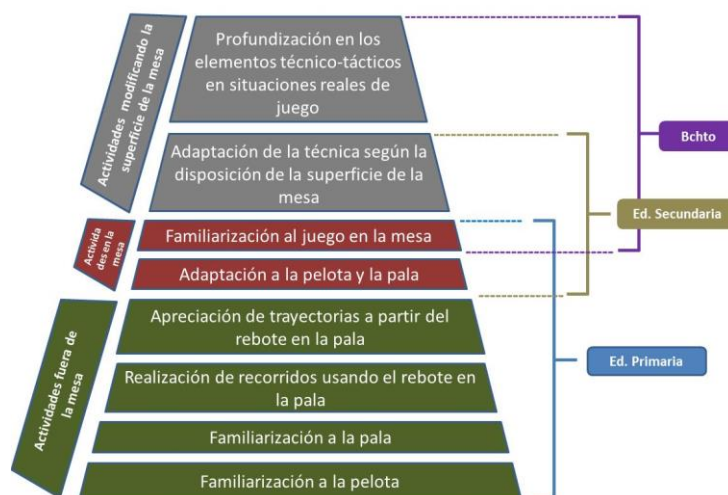 Actividades modificando la
superficie de la mesa
Profundización en los
elementos técnico-tácticos
en situaciones reales de
juego
Adaptación de la técnica según la
disposición de la superficie de la
mesa
Activida
des en la
mesa
Familiarización al juego en la mesa
Adaptación a la pelota y la pala
Actividades fuera de
la mesa
Apreciación de trayectorias a partir del
rebote en la pala
Realización de recorridos usando el rebote en
la pala
Familiarización a la pala
Familiarización a la pelota
Bchto
Ed. Secundaria
Ed. Primaria